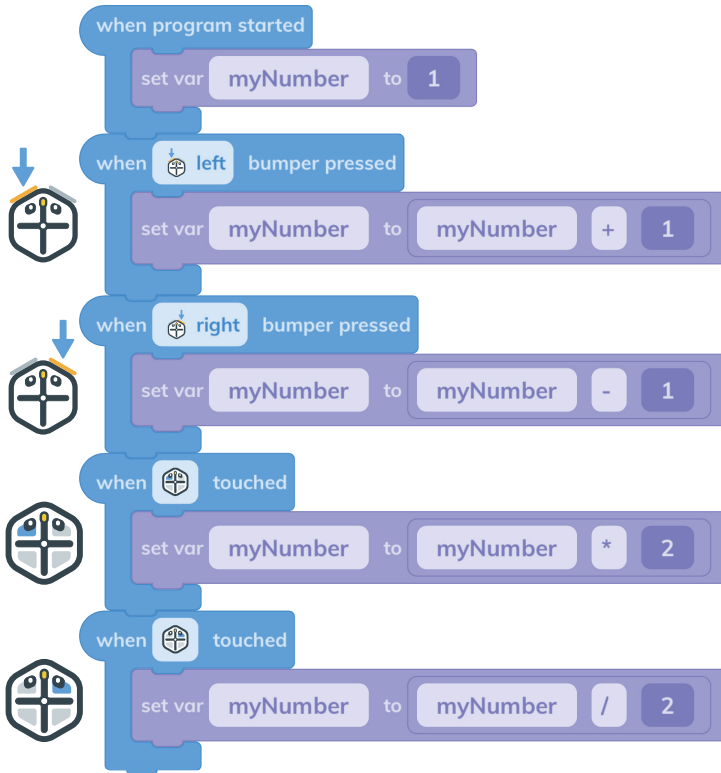 when program started
set var myNumber to 1
when left bumper pressed
set var myNumber to myNumber + 1
when right bumper pressed
set var myNumber to myNumber - 1
when touched
set var myNumber to myNumber * 2
when touched
set var myNumber to myNumber / 2